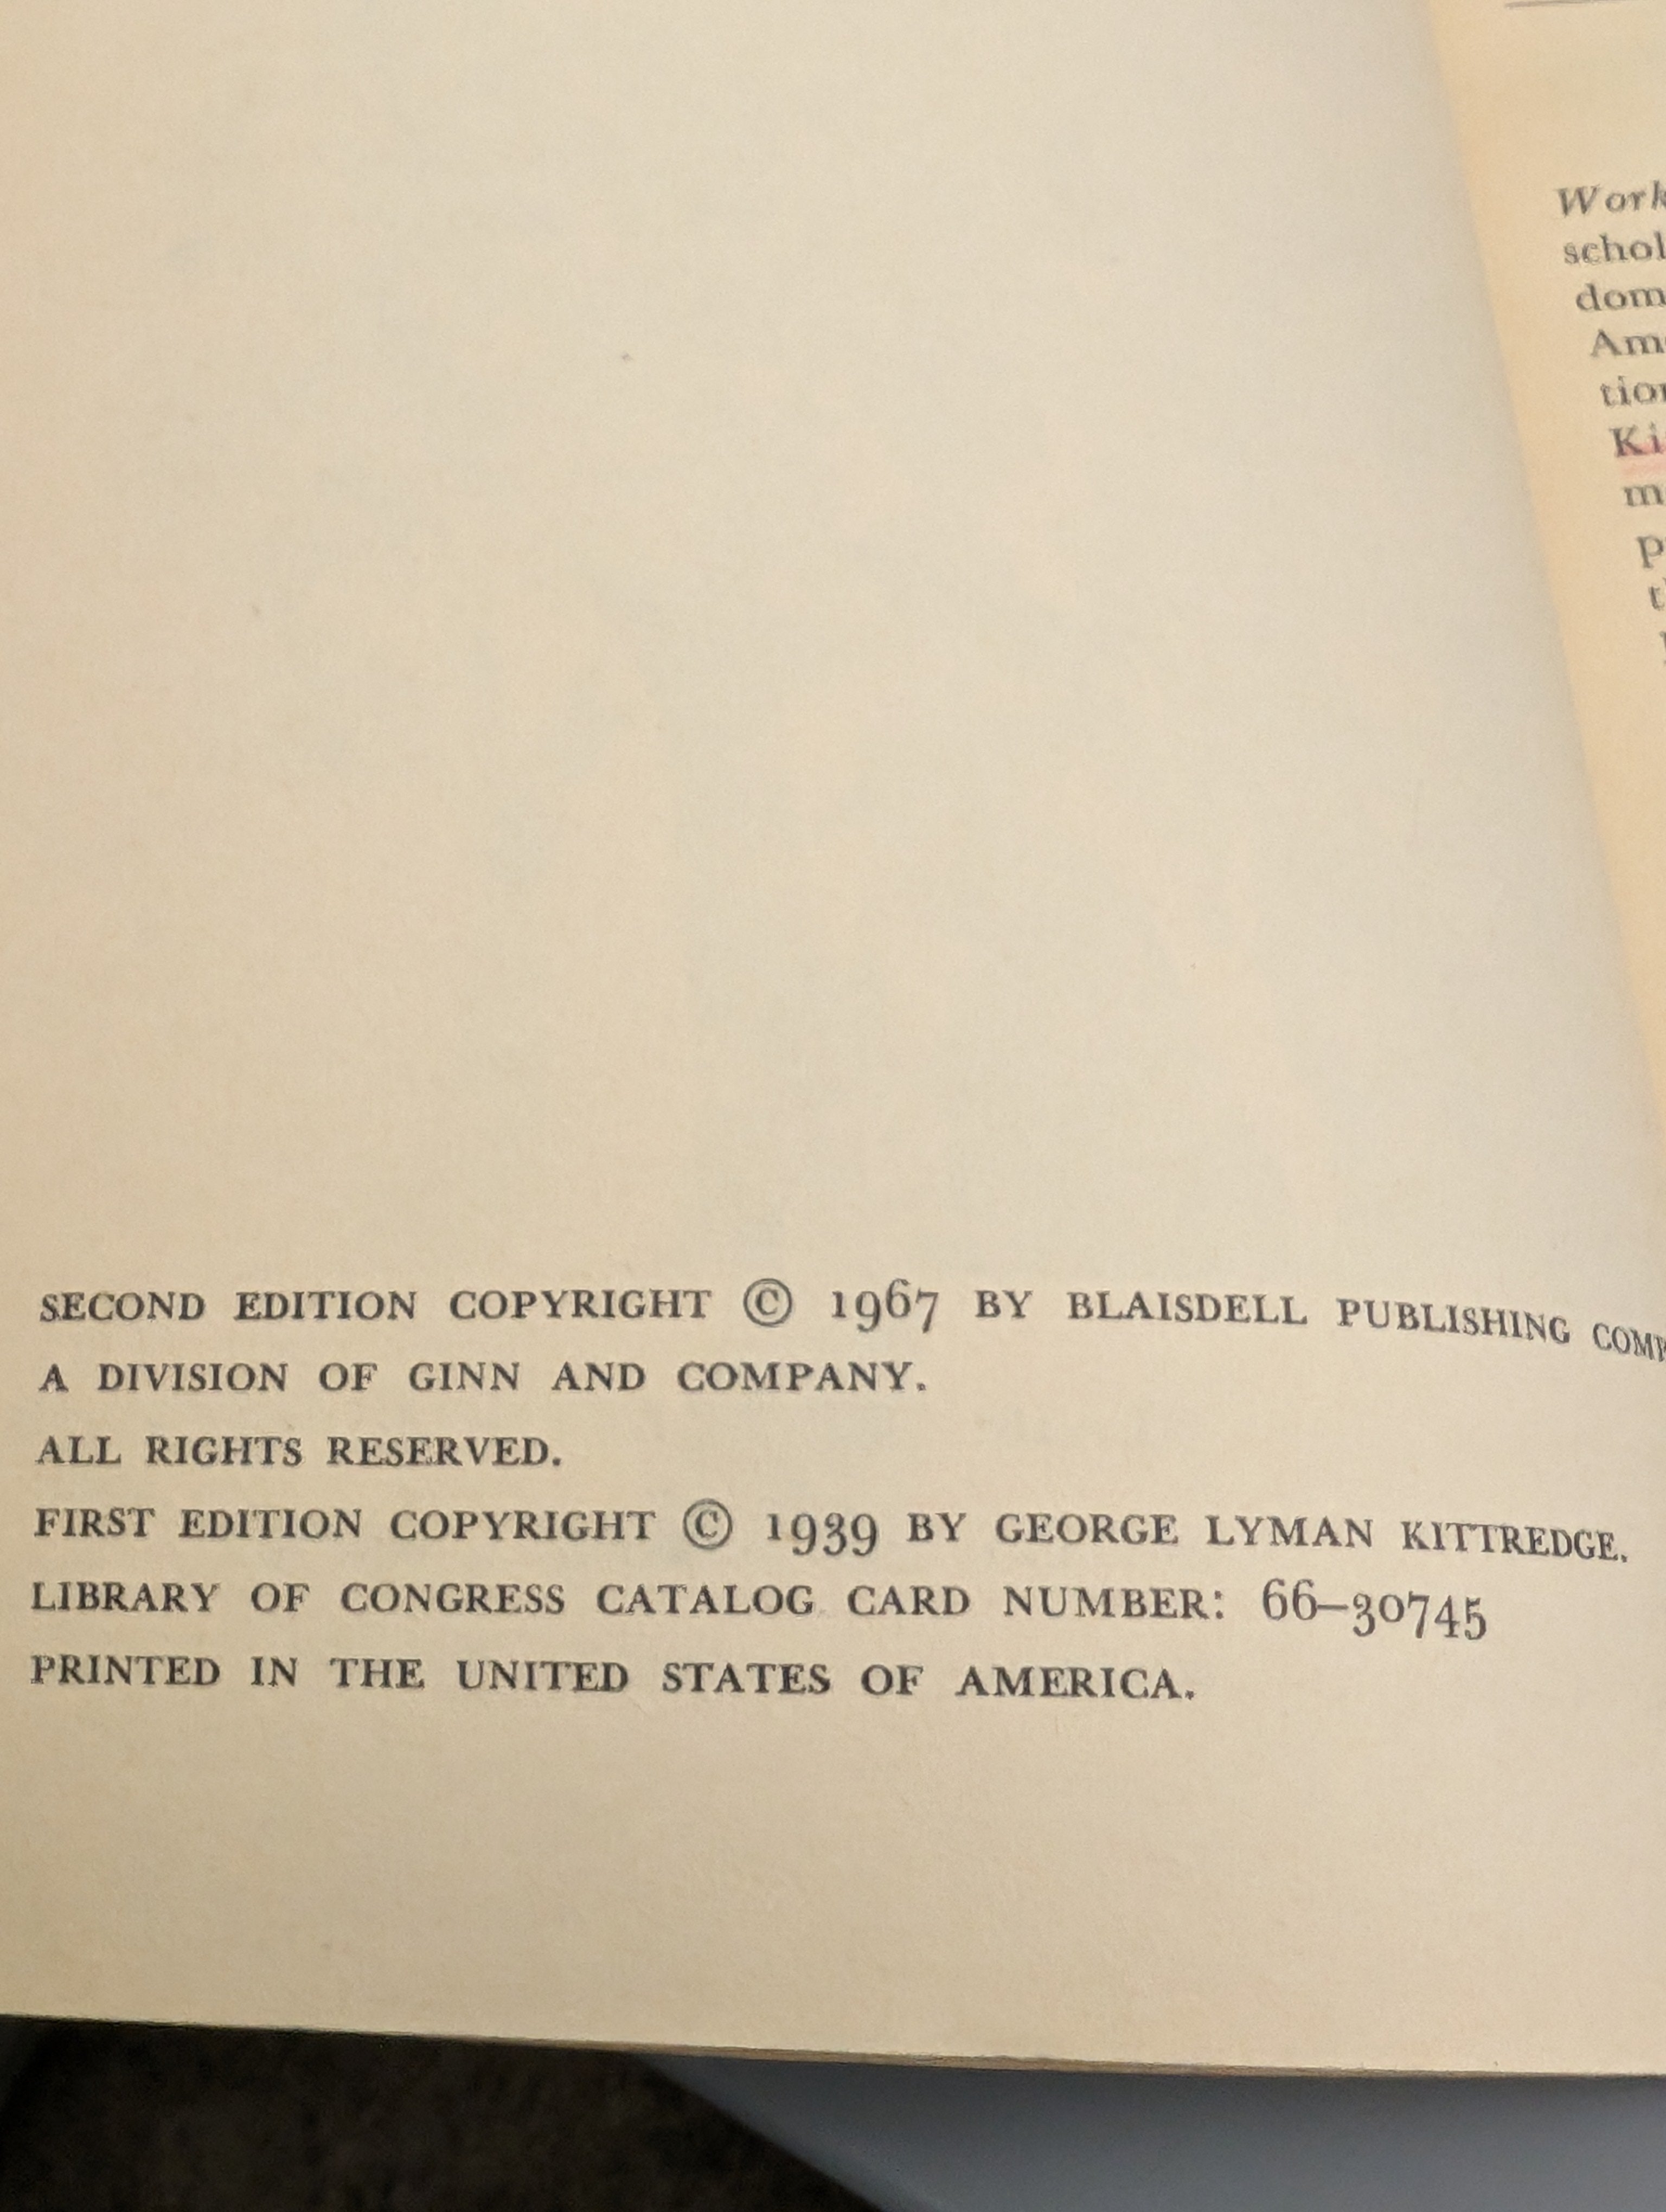 SECOND EDITION COPYRIGHT © 1967 BY BLAISDELL PUBLISHING
A DIVISION OF GINN AND COMPANY.
ALL RIGHTS RESERVED.
FIRST EDITION COPYRIGHT © 1939 BY GEORGE LYMAN KITTREDGE.
LIBRARY OF CONGRESS CATALOG CARD NUMBER: 66–30745
PRINTED IN THE UNITED STATES OF AMERICA.